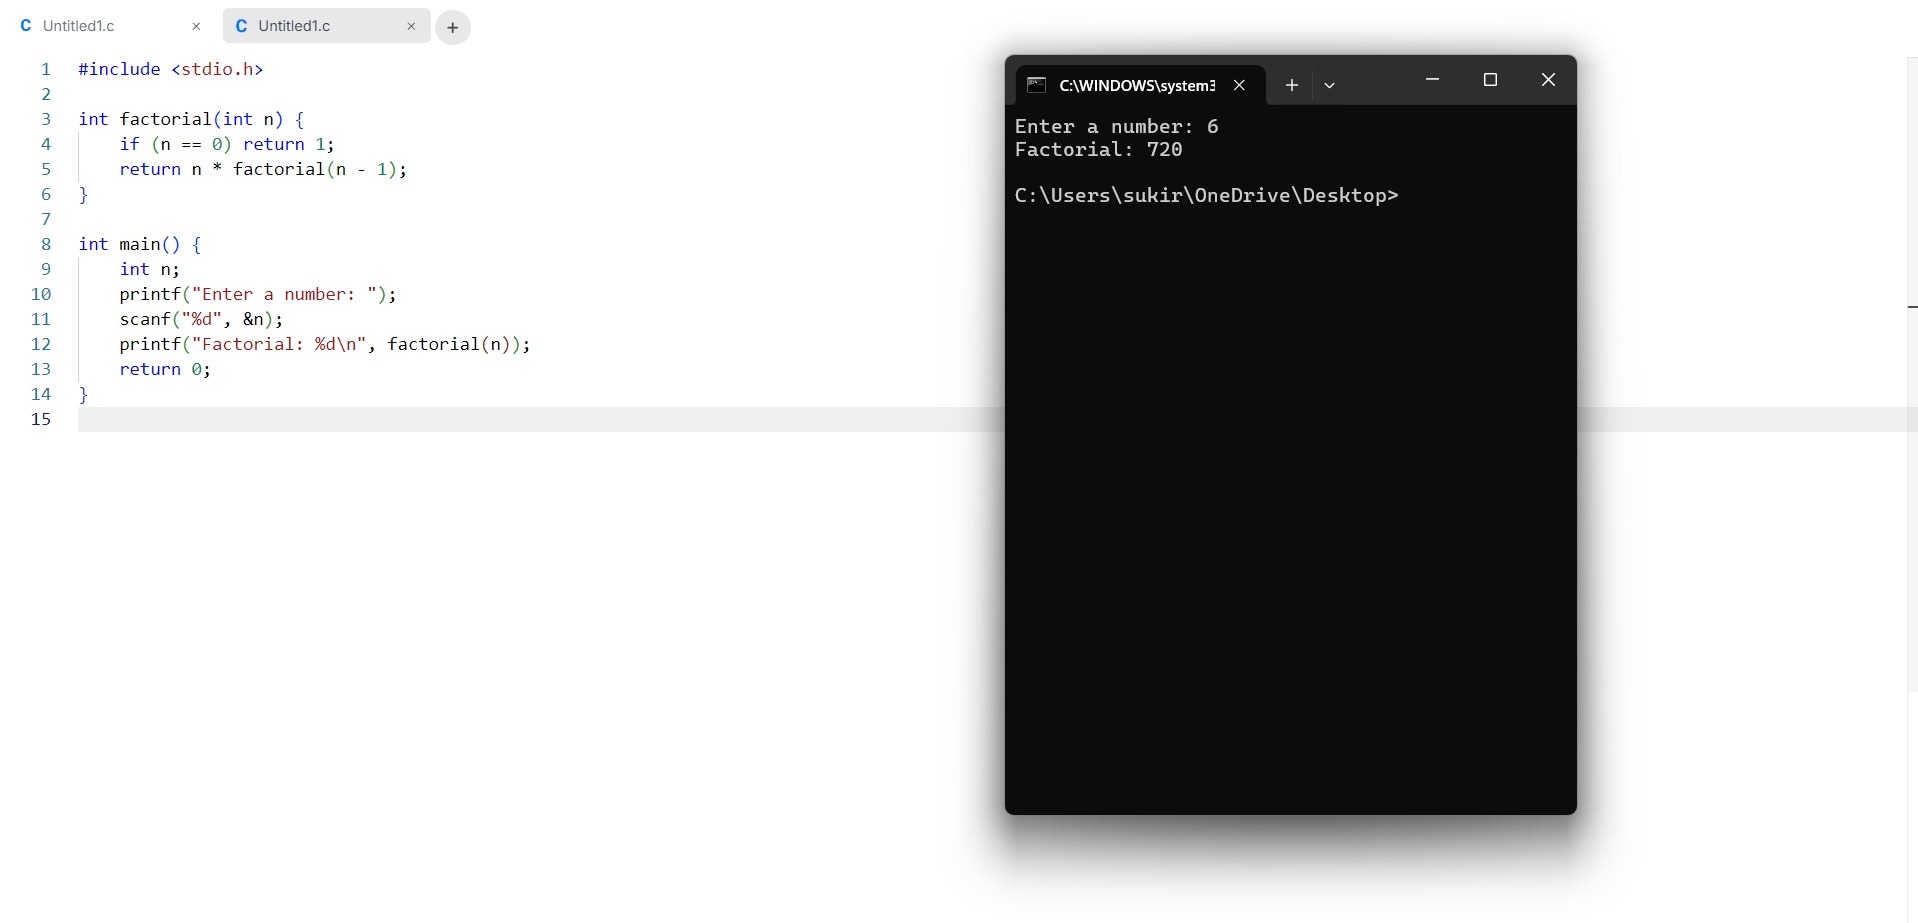 C Untitled1.c × C Untitled1.c × +
1 #include <stdio.h>
2
3 int factorial(int n) {
4     if (n == 0) return 1;
5     return n * factorial(n - 1);
6 }
7
8 int main() {
9     int n;
10     printf("Enter a number: ");
11     scanf("%d", &n);
12     printf("Factorial: %d\n", factorial(n));
13     return 0;
14 }
15
C:\WINDOWS\system3
Enter a number: 6
Factorial: 720
C:\Users\sukir\OneDrive\Desktop>